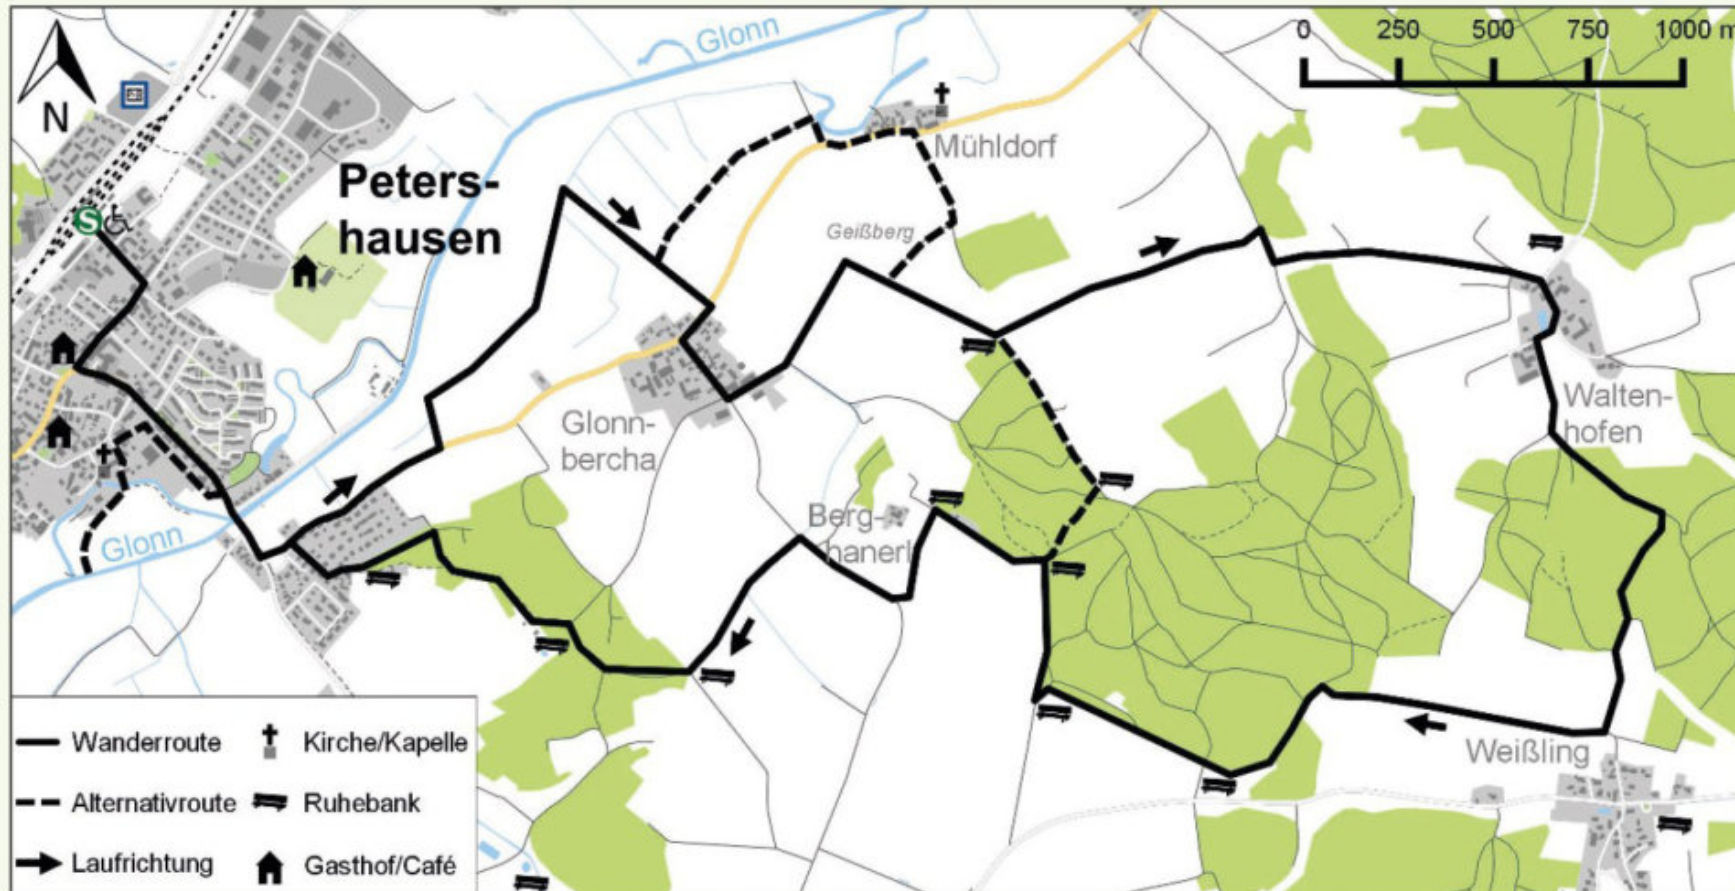 Glonn
0 250 500 750 1000 m
N
Mühldorf
Peters-
hausen
S
Geißberg
Glonn-
bercha
Walten-
hofen
Berg-
hanerl
Glonn
Weißling
Wanderroute
Kirche/Kapelle
Alternativroute
Ruhebank
Laufrichtung
Gasthof/Café